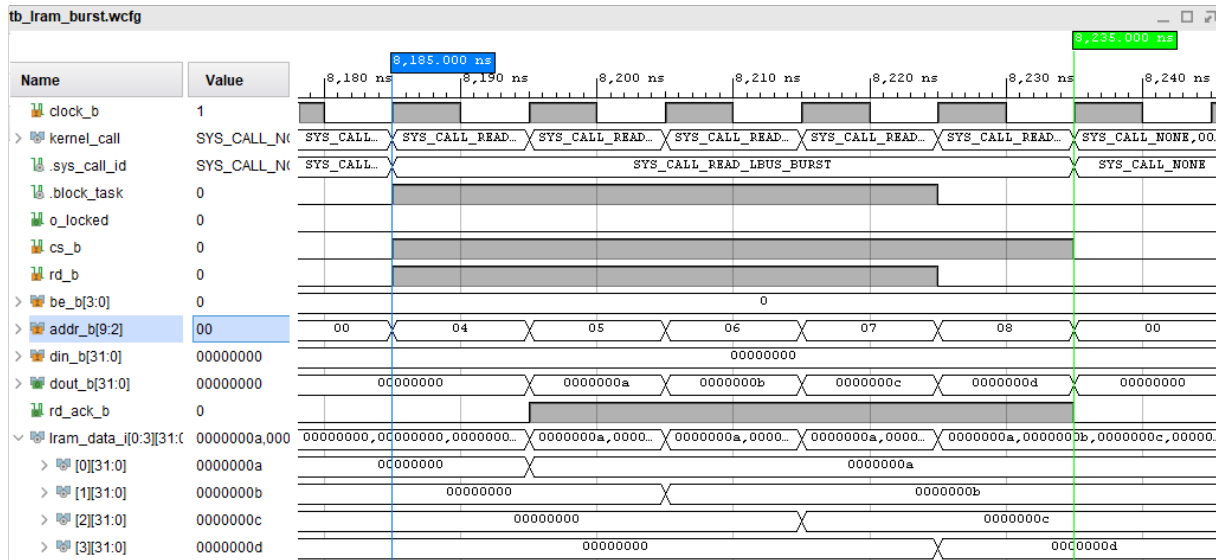 tb_lram_burst.wcfg
8,235.000 ns
8,185.000 ns
Name Value 8,180 ns 8,190 ns 8,200 ns 8,210 ns 8,220 ns 8,230 ns 8,240 ns
clock_b 1
kernel_call SYS_CALL_NO SYS_CALL... SYS_CALL_READ... SYS_CALL_READ... SYS_CALL_READ... SYS_CALL_READ... SYS_CALL_READ... SYS_CALL_NONE,00
.sys_call_id SYS_CALL_NO SYS_CALL... SYS_CALL_READ_LBUS_BURST SYS_CALL_NONE
.block_task 0
o_locked 0
cs_b 0
rd_b 0
be_b[3:0] 0 0
addr_b[9:2] 00 00 04 05 06 07 08 00
din_b[31:0] 00000000 00000000
dout_b[31:0] 00000000 00000000 0000000a 0000000b 0000000c 0000000d 00000000
rd_ack_b 0
lram_data_i[0:3][31:0 0000000a,000 00000000,00000000,0000000... 0000000a,0000... 0000000a,0000... 0000000a,0000... 0000000a,0000000b,0000000c,00000...
[0][31:0] 0000000a 00000000 0000000a
[1][31:0] 0000000b 00000000 0000000b
[2][31:0] 0000000c 00000000 0000000c
[3][31:0] 0000000d 00000000 0000000d